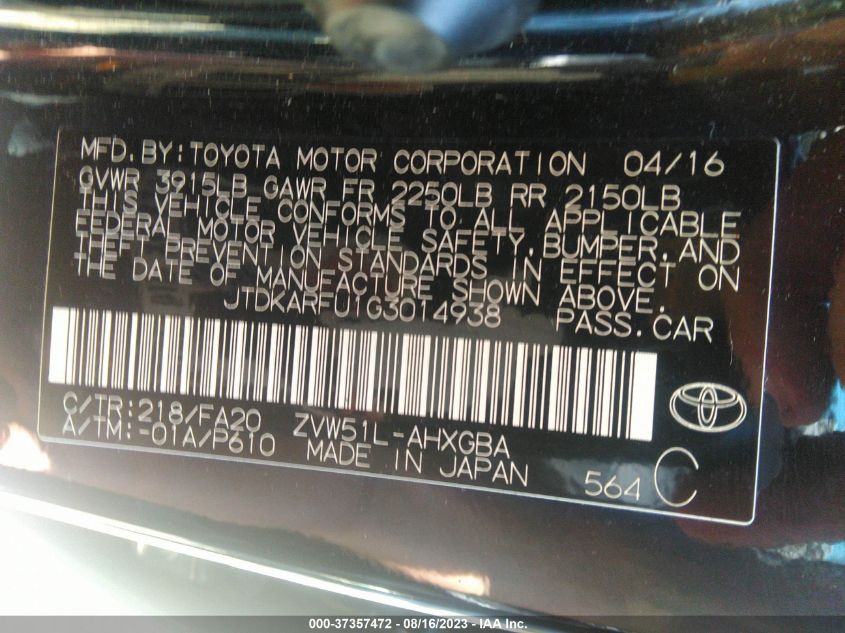 MFD.BY:TOYOTA MOTOR CORPORATION 04/16
GVWR 3915LB GAWR FR 2250LB RR 2150LB
THIS VEHICLE CONFORMS TO ALL APPLICABLE
FEDERAL MOTOR VEHICLE SAFETY,BUMPER,AND
THEFT PREVENTION STANDARDS IN EFFECT ON
THE DATE OF MANUFACTURE SHOWN ABOVE.
JTDKARFU1G3014938 PASS.CAR
C/TR:218/FA20 ZVW51L-AHXGBA
A/TM:-01A/P610 MADE IN JAPAN
564 C
000-37357472 - 08/16/2023 - IAA Inc.